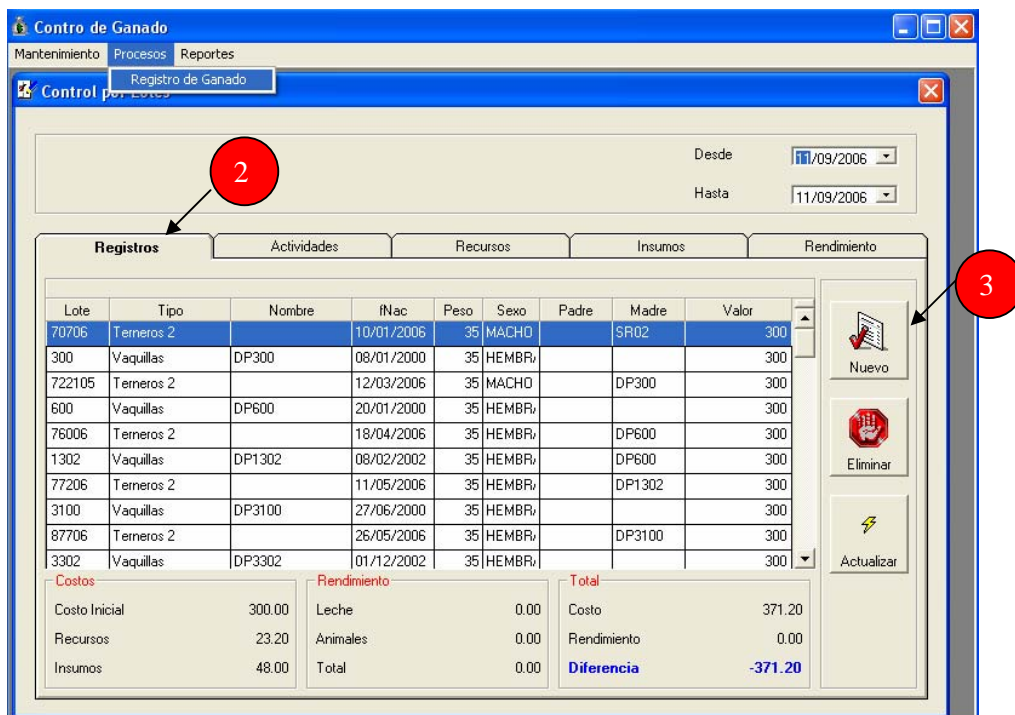 Contro de Ganado
Mantenimiento Procesos Reportes
Registro de Ganado
Control por Lotes
Desde 11/09/2006
2
Hasta 11/09/2006
Registros Actividades Recursos Insumos Rendimiento
3
Lote Tipo Nombre fNac Peso Sexo Padre Madre Valor
70706 Terneros 2 10/01/2006 35 MACHO SR02 300
300 Vaquillas DP300 08/01/2000 35 HEMBR 300
Nuevo
722105 Terneros 2 12/03/2006 35 MACHO DP300 300
600 Vaquillas DP600 20/01/2000 35 HEMBR 300
76006 Terneros 2 18/04/2006 35 HEMBR DP600 300
1302 Vaquillas DP1302 08/02/2002 35 HEMBR DP600 300
Eliminar
77206 Terneros 2 11/05/2006 35 HEMBR DP1302 300
3100 Vaquillas DP3100 27/06/2000 35 HEMBR 300
87706 Terneros 2 26/05/2006 35 HEMBR DP3100 300
3302 Vaquillas DP3302 01/12/2002 35 HEMBR 300
Actualizar
Costos Rendimiento Total
Costo Inicial 300.00 Leche 0.00 Costo 371.20
Recursos 23.20 Animales 0.00 Rendimiento 0.00
Insumos 48.00 Total 0.00 Diferencia -371.20